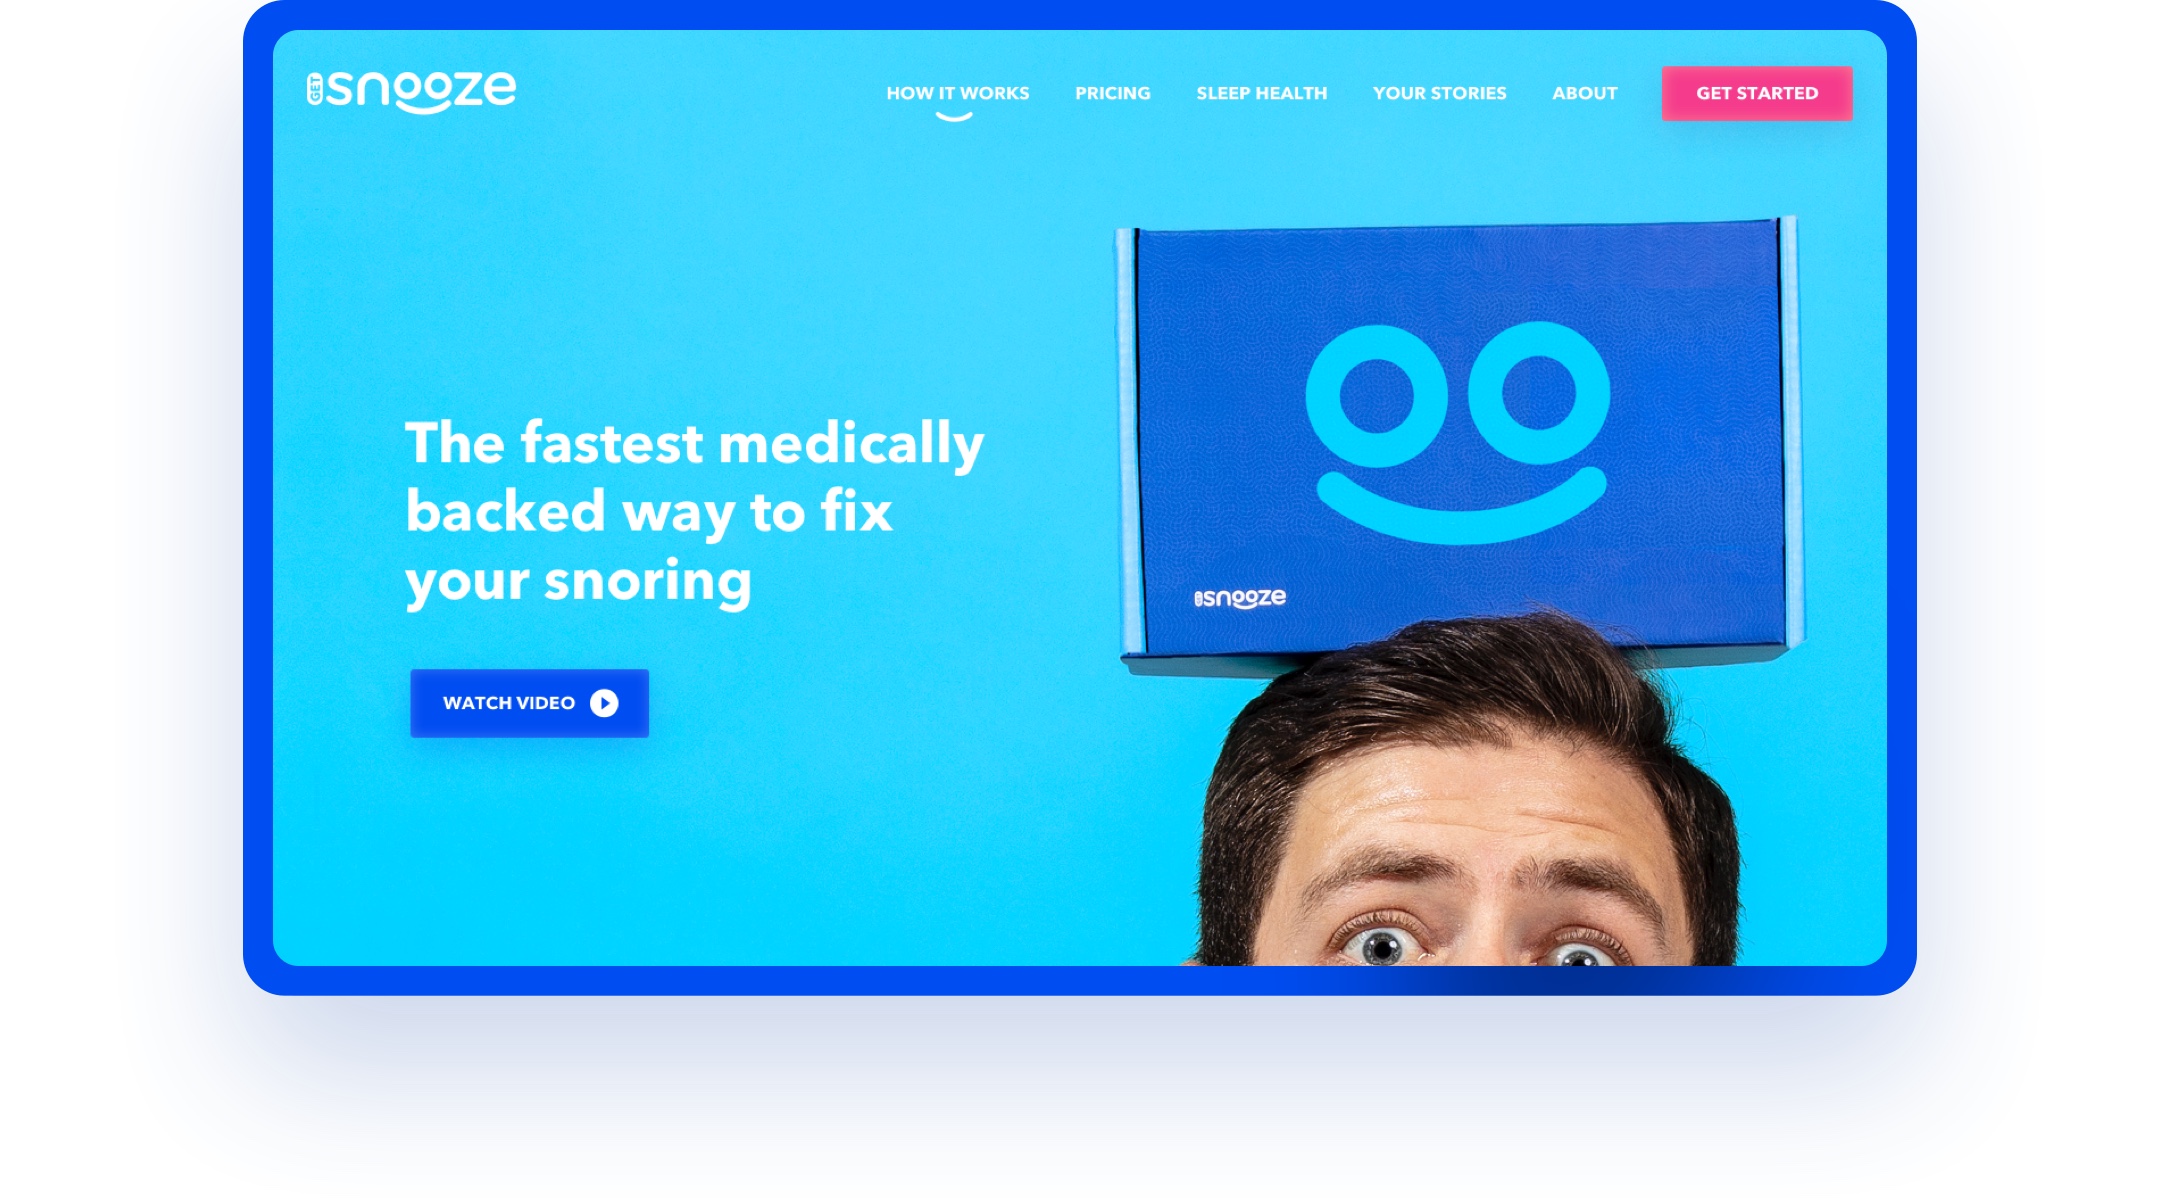 GET snooze
HOW IT WORKS
PRICING
SLEEP HEALTH
YOUR STORIES
ABOUT
GET STARTED
The fastest medically
backed way to fix
your snoring
WATCH VIDEO
snooze